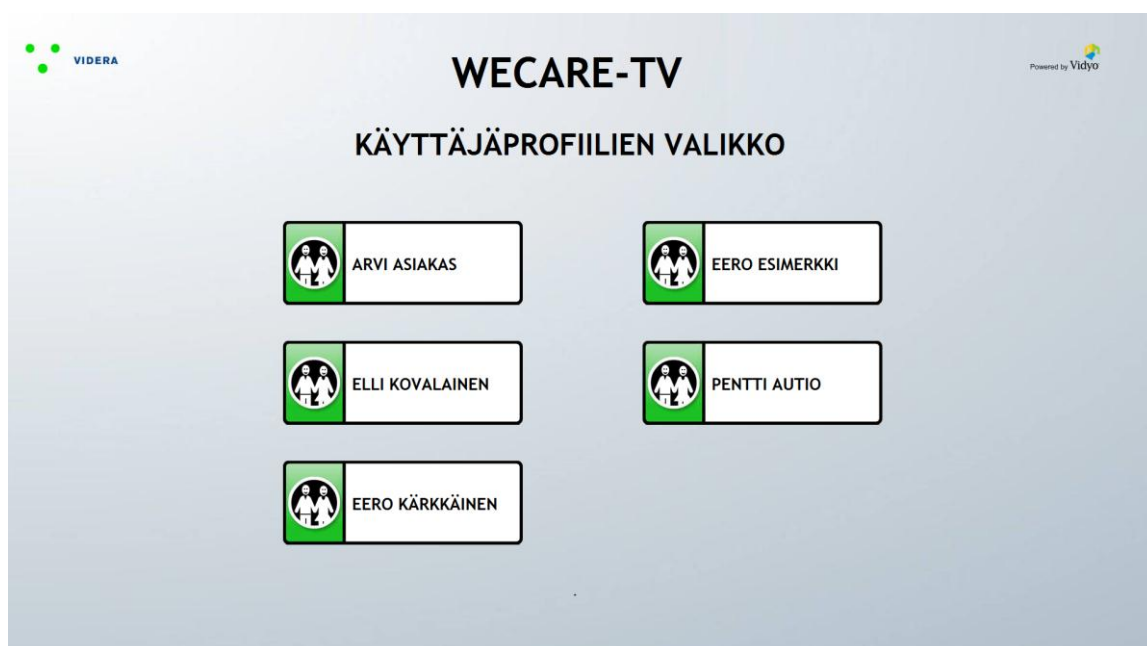 VIDERA
WECARE-TV
Powered by Vidyo
KÄYTTÄJÄPROFIILIEN VALIKKO
ARVI ASIAKAS
EERO ESIMERKKI
ELLI KOVALAINEN
PENTTI AUTIO
EERO KÄRKKÄINEN